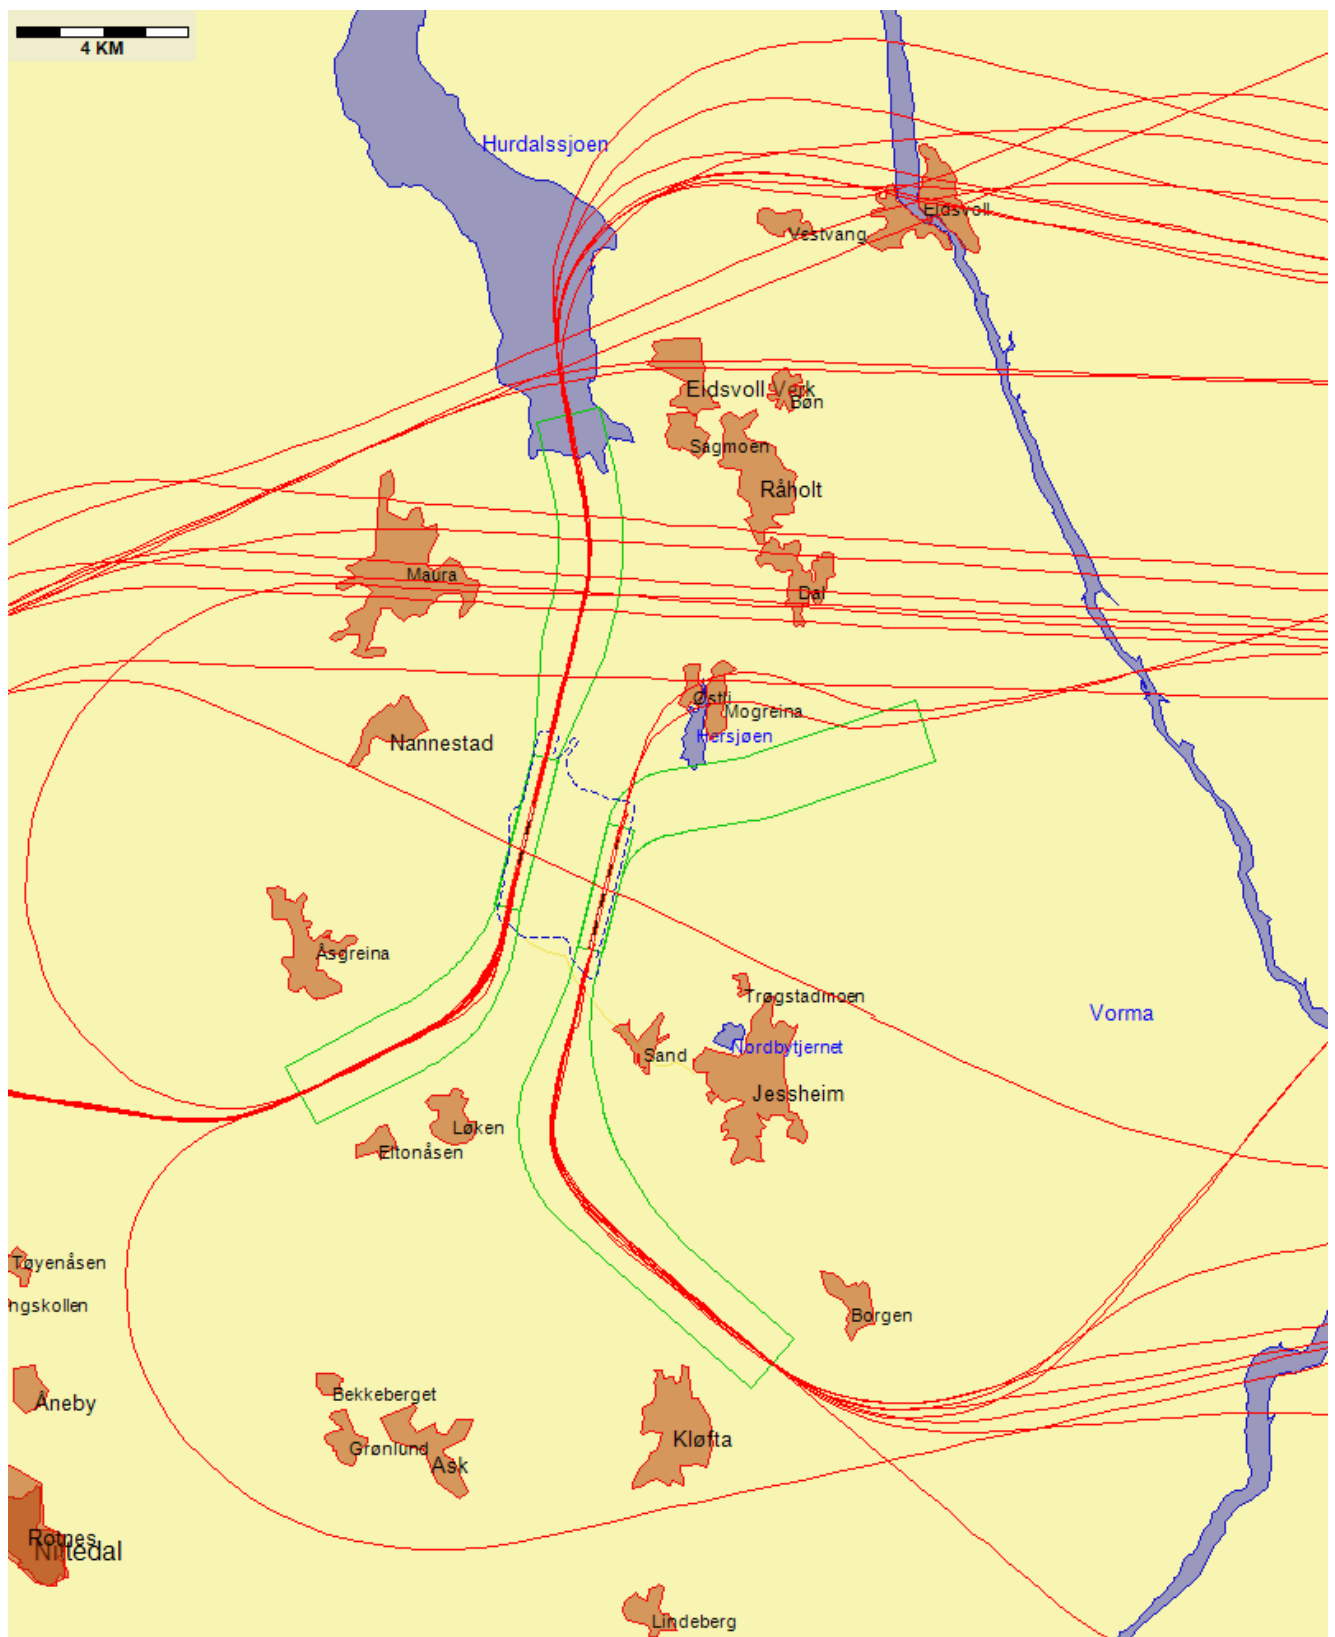 4 KM
Hurdalssjoen
Eidsvoll
Vestvang
Eidsvoll Verk
Bøn
Sagmoen
Råholt
Maura
Dal
Mogreina
Nannestad
Hersjøen
Åsgreina
Trøgstadmoen
Vorma
Nordbytjernet
Sand
Jessheim
Løken
Eltonåsen
Tøyenåsen
ngskollen
Borgen
Bekkeberget
Åneby
Kløfta
Grønlund
Ask
Rotnes
Nittedal
Lindeberg